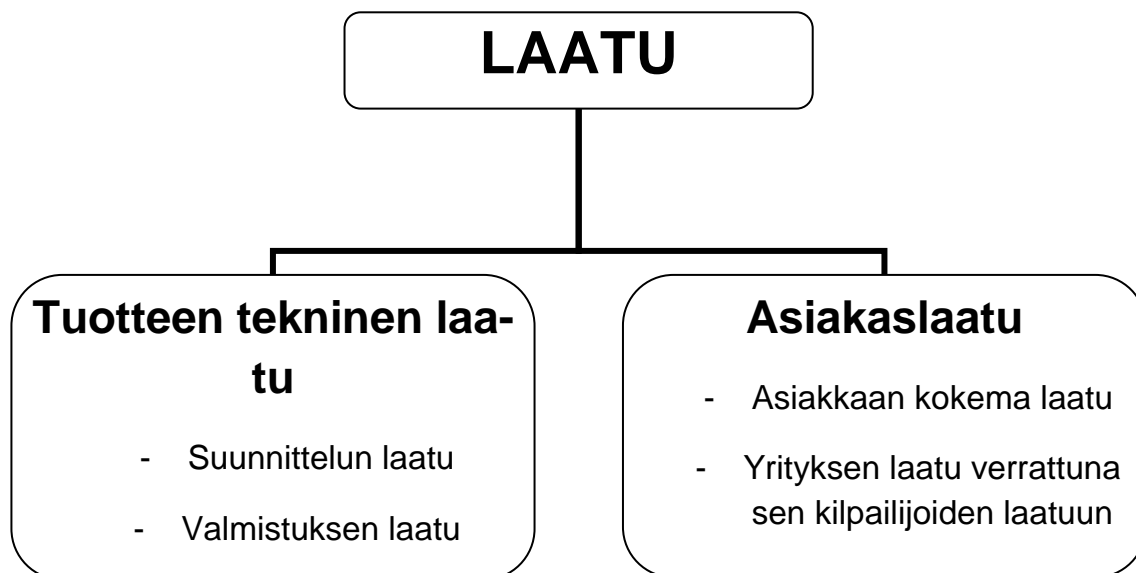 LAATU
Tuotteen tekninen laa-
tu
- Suunnittelun laatu
- Valmistuksen laatu
Asiakaslaatu
- Asiakkaan kokema laatu
- Yrityksen laatu verrattuna
sen kilpailijoiden laatuun